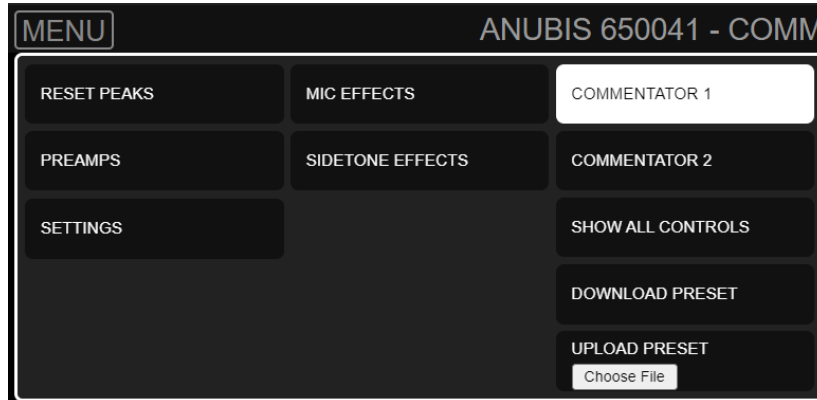 MENU
ANUBIS 650041 - COMM
RESET PEAKS
MIC EFFECTS
COMMENTATOR 1
PREAMPS
SIDETONE EFFECTS
COMMENTATOR 2
SETTINGS
SHOW ALL CONTROLS
DOWNLOAD PRESET
UPLOAD PRESET
Choose File